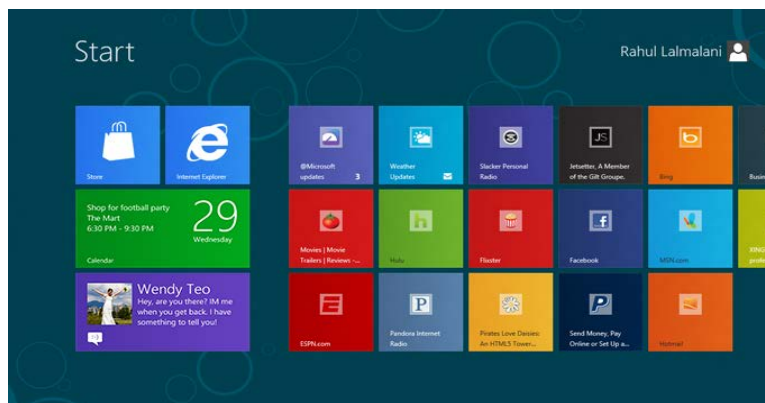 Start
Rahul Lalmalani
Store
Internet Explorer
@Microsoft
updates
3
Weather
Updates
Slacker Personal
Radio
JS
Jetsetter, A Member
of the Gilt Groupe.
b
Bing
Busin
Shop for football party
The Mart
6:30 PM - 9:30 PM
29
Wednesday
Calendar
Movies | Movie
Trailers | Reviews -...
h
Hulu
Flixster
f
Facebook
MSN.com
XING
profe
Wendy Teo
Hey, are you there? IM me
when you get back. I have
something to tell you!
E
ESPN.com
P
Pandora Internet
Radio
Pirates Love Daisies:
An HTML5 Tower...
P
Send Money, Pay
Online or Set Up a...
Hotmail